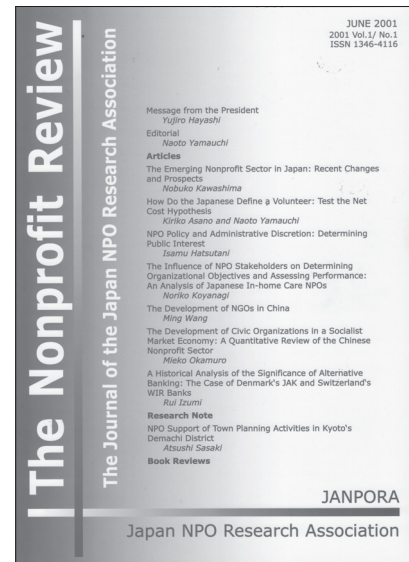 The Nonprofit Review
The Journal of the Japan NPO Research Association
JUNE 2001
2001 Vol.1/ No.1
ISSN 1346-4116
Message from the President
Yujiro Hayashi
Editorial
Naoto Yamauchi
Articles
The Emerging Nonprofit Sector in Japan: Recent Changes
and Prospects
Nobuko Kawashima
How Do the Japanese Define a Volunteer: Test the Net
Cost Hypothesis
Kiriko Asano and Naoto Yamauchi
NPO Policy and Administrative Discretion: Determining
Public Interest
Isamu Hatsutani
The Influence of NPO Stakeholders on Determining
Organizational Objectives and Assessing Performance:
An Analysis of Japanese In-home Care NPOs
Noriko Koyanagi
The Development of NGOs in China
Ming Wang
The Development of Civic Organizations in a Socialist
Market Economy: A Quantitative Review of the Chinese
Nonprofit Sector
Mieko Okamuro
A Historical Analysis of the Significance of Alternative
Banking: The Case of Denmark's JAK and Switzerland's
WIR Banks
Rui Izumi
Research Note
NPO Support of Town Planning Activities in Kyoto's
Demachi District
Atsushi Sasaki
Book Reviews
JANPORA
Japan NPO Research Association